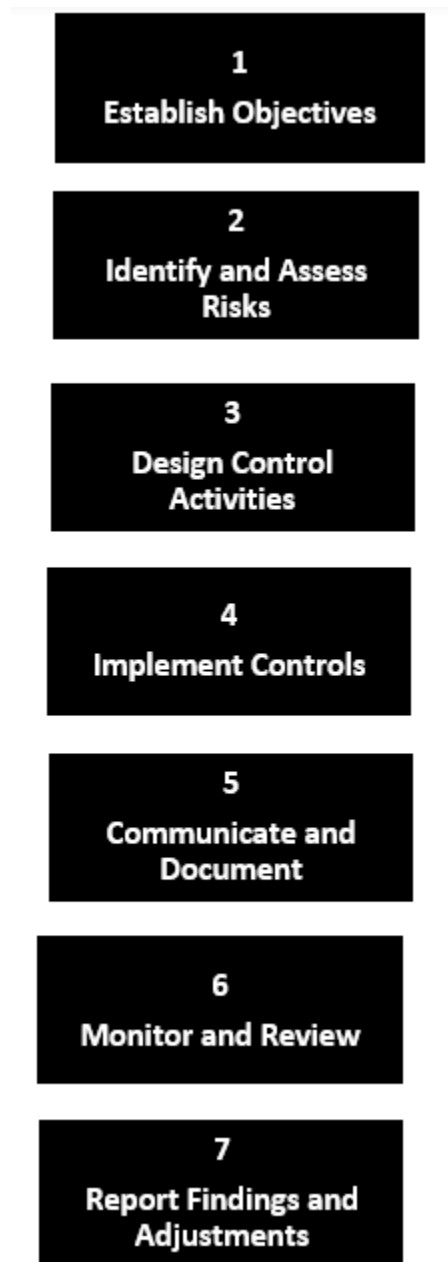 1
Establish Objectives
2
Identify and Assess
Risks
3
Design Control
Activities
4
Implement Controls
5
Communicate and
Document
6
Monitor and Review
7
Report Findings and
Adjustments